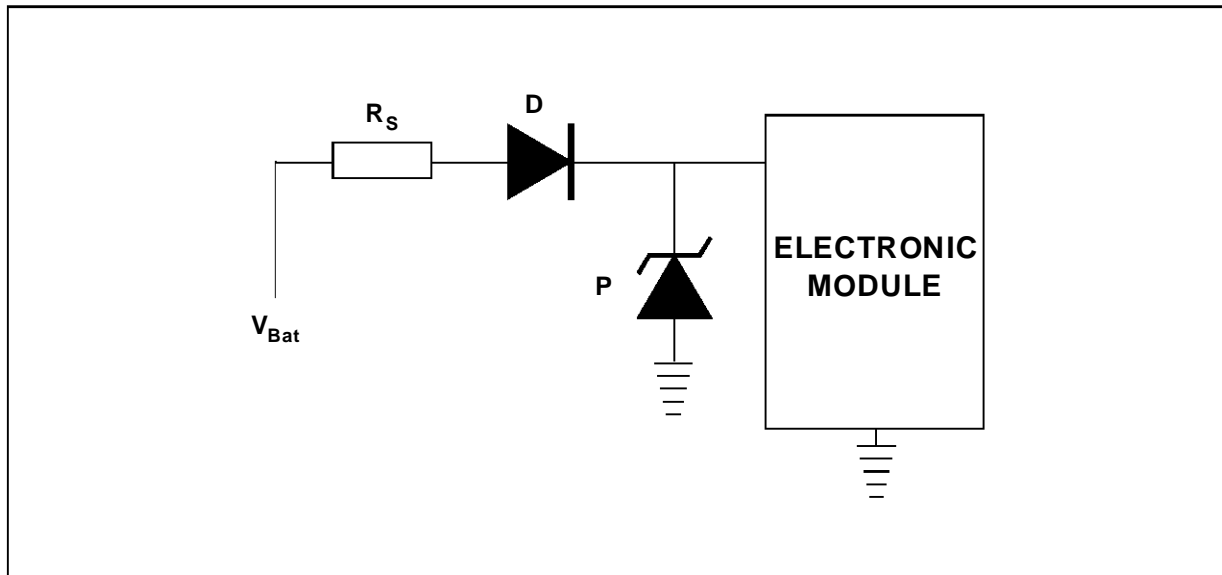 D
R_S
ELECTRONIC
MODULE
P
V_Bat